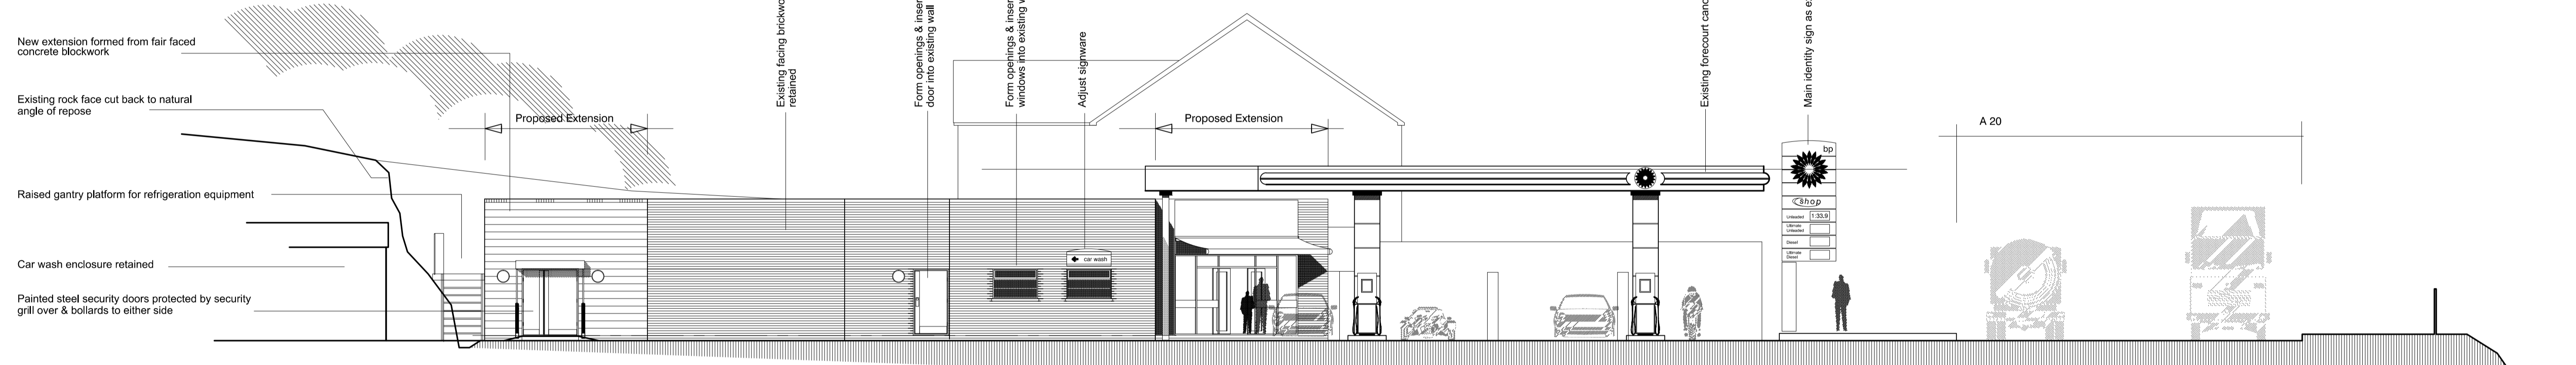 New extension formed from fair faced
concrete blockwork
Existing rock face cut back to natural
angle of repose
Raised gantry platform for refrigeration equipment
Car wash enclosure retained
Painted steel security doors protected by security
grill over & bollards to either side
Proposed Extension
Existing facing brickwo
retained
Form openings & inser
door into existing wall
Form openings & inser
windows into existing w
Adjust signware
car wash
Proposed Extension
Existing forecourt cano
Main identity sign as e
bp
shop
Unleaded 1:33.9
Ultimate
Unleaded
Diesel
Ultimate
Diesel
A 20